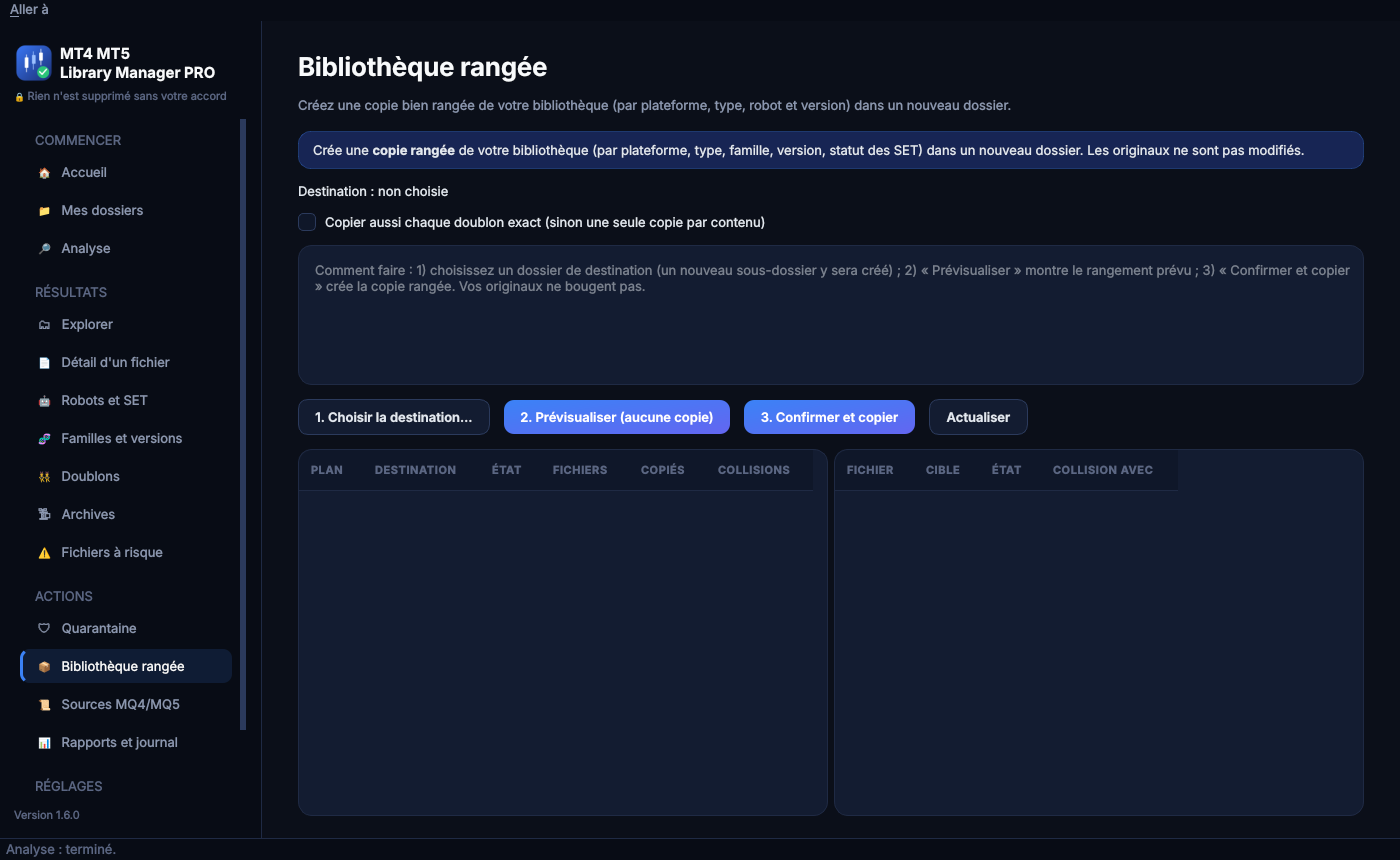 Aller à
MT4 MT5
Library Manager PRO
Rien n'est supprimé sans votre accord
COMMENCER
Accueil
Mes dossiers
Analyse
RÉSULTATS
Explorer
Détail d'un fichier
Robots et SET
Familles et versions
Doublons
Archives
Fichiers à risque
ACTIONS
Quarantaine
Bibliothèque rangée
Sources MQ4/MQ5
Rapports et journal
RÉGLAGES
Version 1.6.0
Bibliothèque rangée
Créez une copie bien rangée de votre bibliothèque (par plateforme, type, robot et version) dans un nouveau dossier.
Crée une copie rangée de votre bibliothèque (par plateforme, type, famille, version, statut des SET) dans un nouveau dossier. Les originaux ne sont pas modifiés.
Destination : non choisie
Copier aussi chaque doublon exact (sinon une seule copie par contenu)
Comment faire : 1) choisissez un dossier de destination (un nouveau sous-dossier y sera créé) ; 2) « Prévisualiser » montre le rangement prévu ; 3) « Confirmer et copier
» crée la copie rangée. Vos originaux ne bougent pas.
1. Choisir la destination... 2. Prévisualiser (aucune copie) 3. Confirmer et copier Actualiser
PLAN DESTINATION ÉTAT FICHIERS COPIÉS COLLISIONS FICHIER CIBLE ÉTAT COLLISION AVEC
Analyse : terminé.